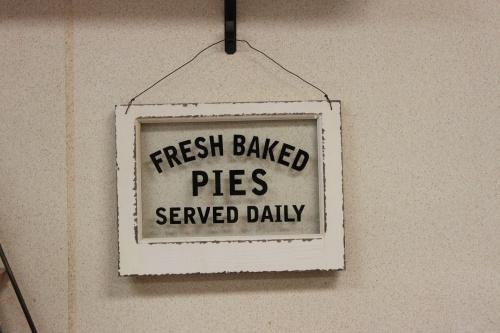 FRESH BAKED
PIES
SERVED DAILY